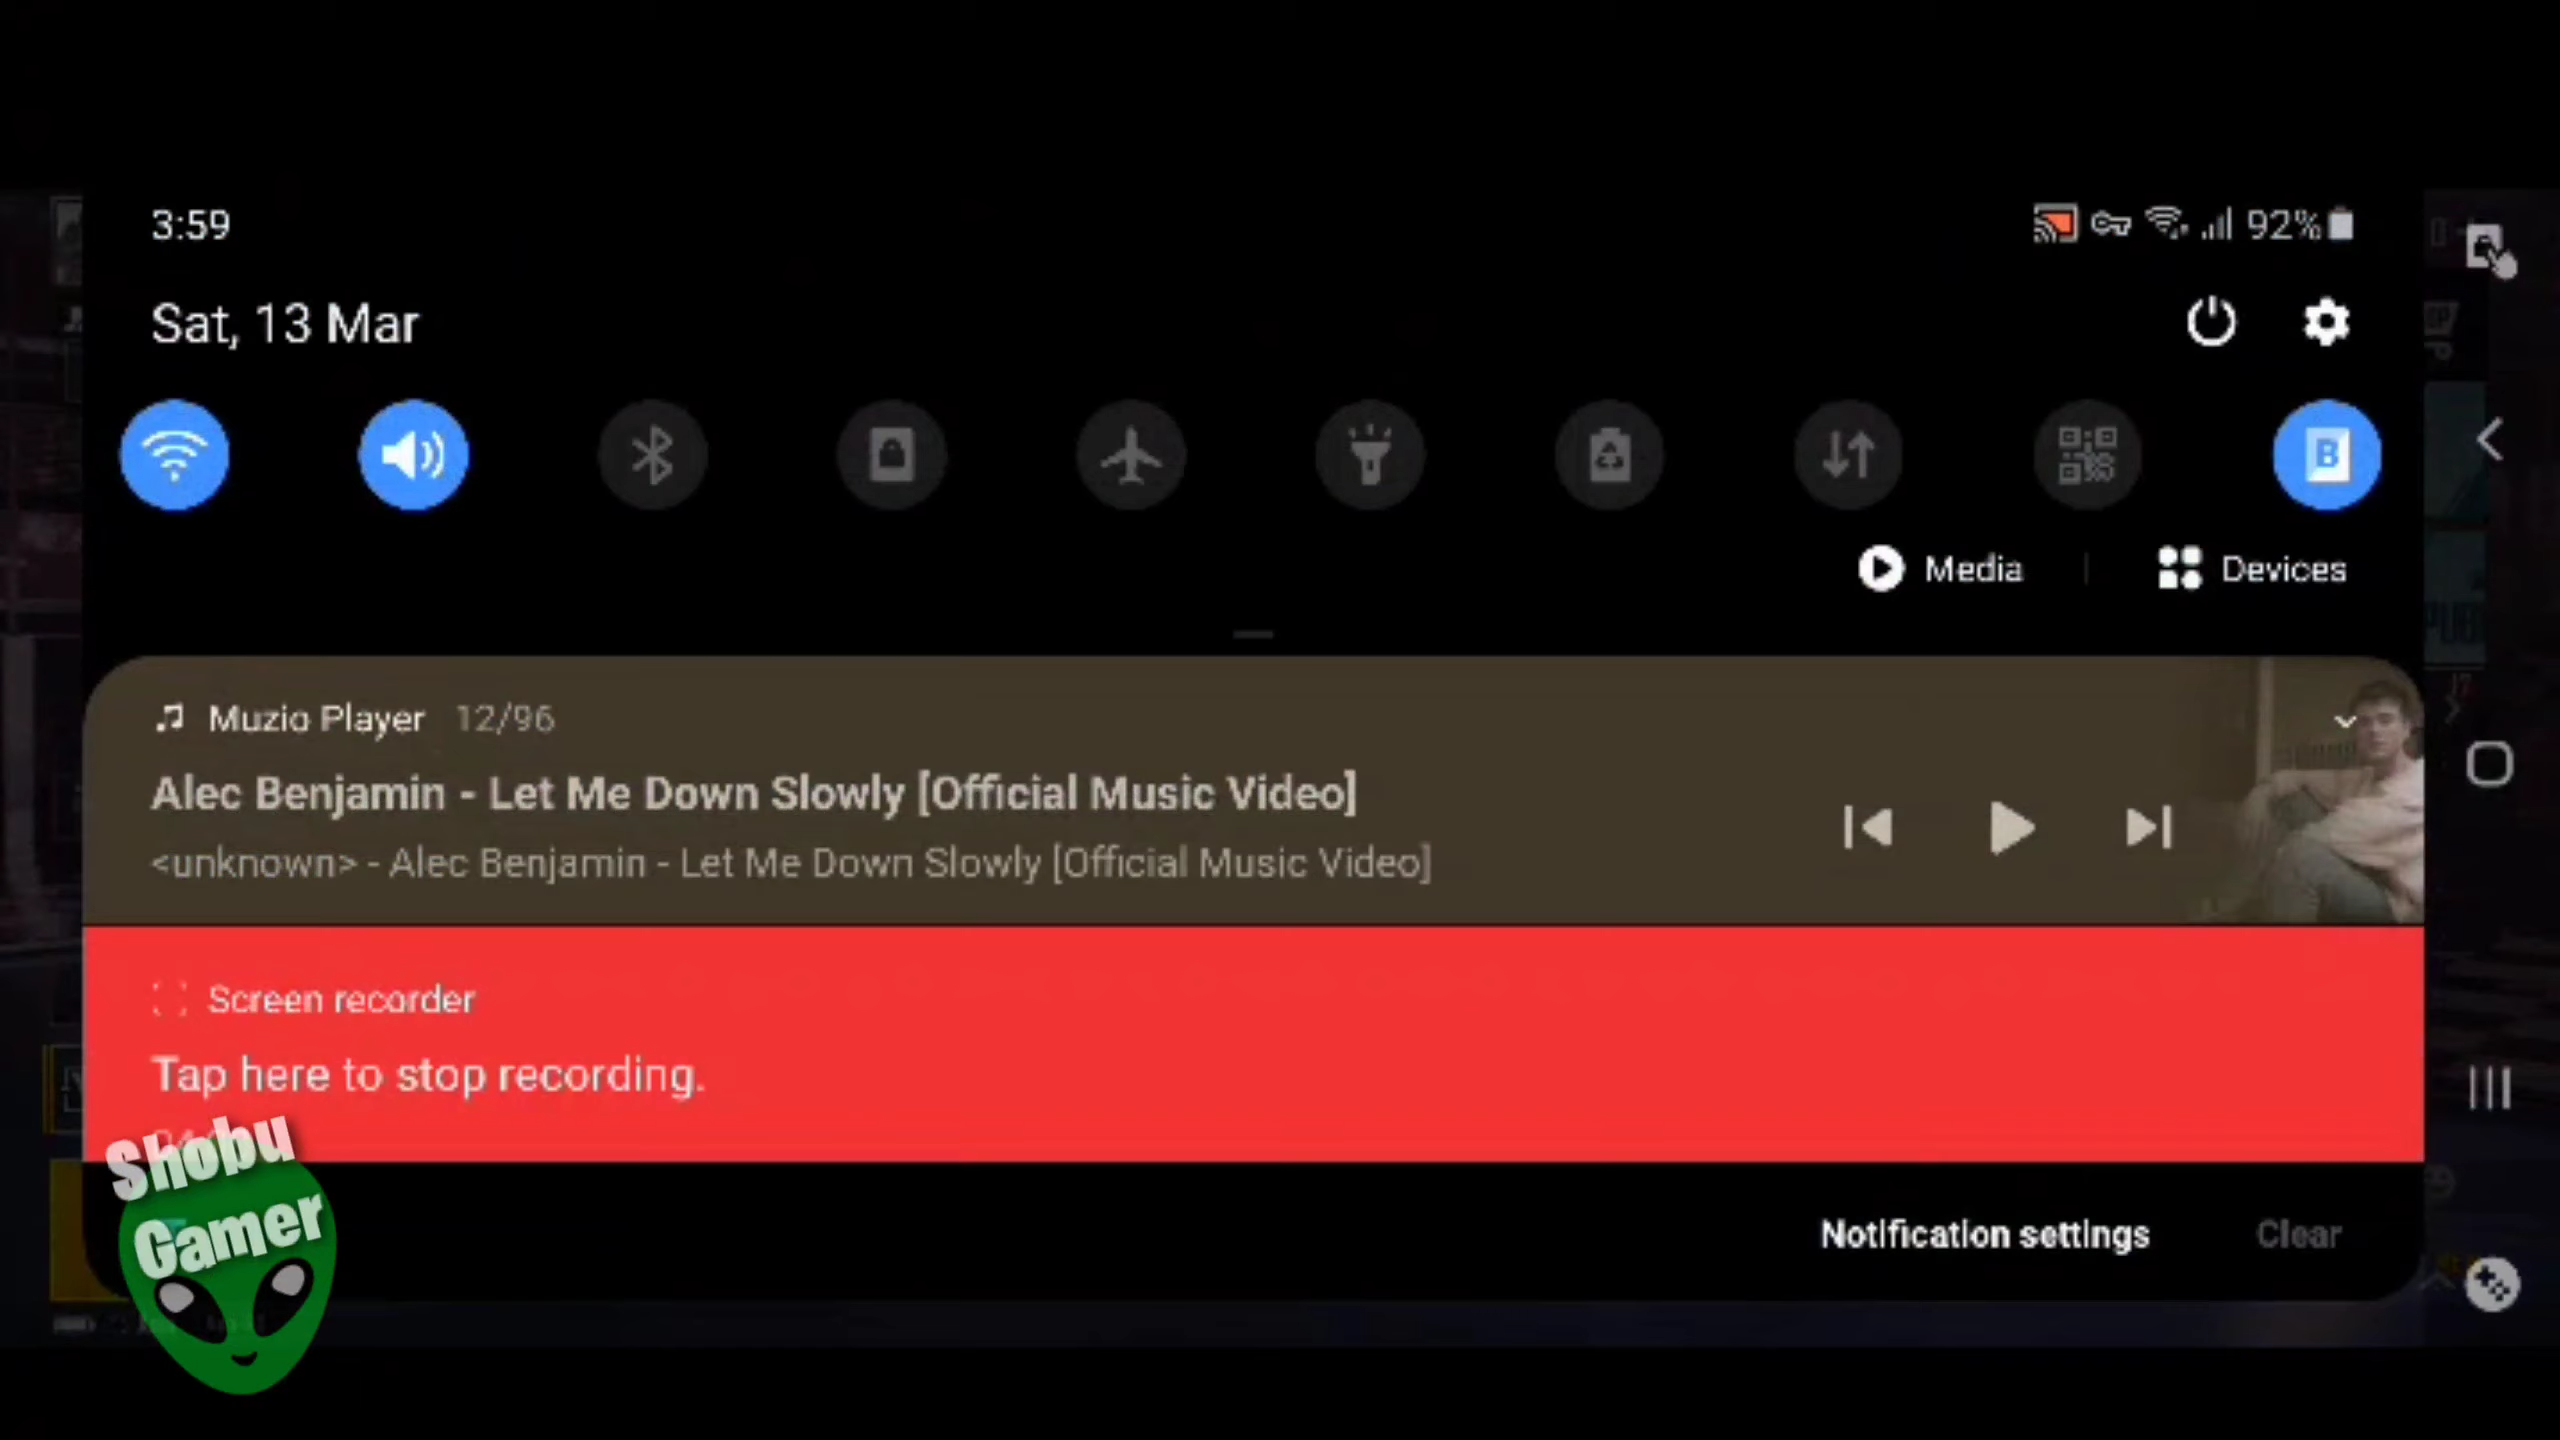 3:59
92%
Sat, 13 Mar
B
Media
Devices
Muzio Player 12/96
Alec Benjamin - Let Me Down Slowly [Official Music Video]
<unknown> - Alec Benjamin - Let Me Down Slowly [Official Music Video]
Screen recorder
Tap here to stop recording.
Shobu
Gamer
Notification settings
Clear